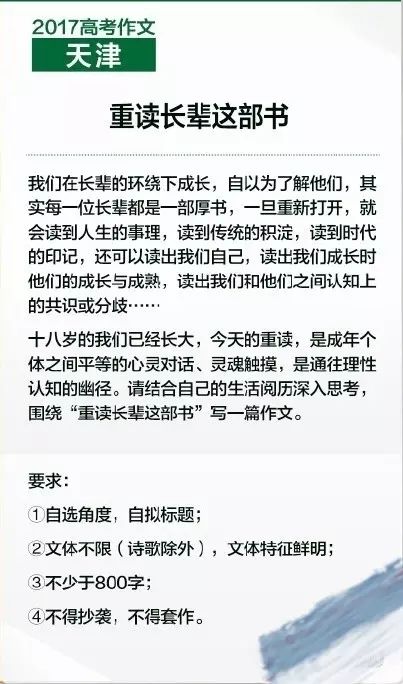 2017高考作文
天津
重读长辈这部书
我们在长辈的环绕下成长，自以为了解他们，其
实每一位长辈都是一部厚书，一旦重新打开，就
会读到人生的事理，读到传统的积淀，读到时代
的印记，还可以读出我们自己，读出我们成长时
他们的成长与成熟，读出我们和他们之间认知上
的共识或分歧……
十八岁的我们已经长大，今天的重读，是成年个
体之间平等的心灵对话、灵魂触摸，是通往理性
认知的幽径。请结合自己的生活阅历深入思考，
围绕“重读长辈这部书”写一篇作文。
要求：
①自选角度，自拟标题；
②文体不限（诗歌除外），文体特征鲜明；
③不少于800字；
④不得抄袭，不得套作。